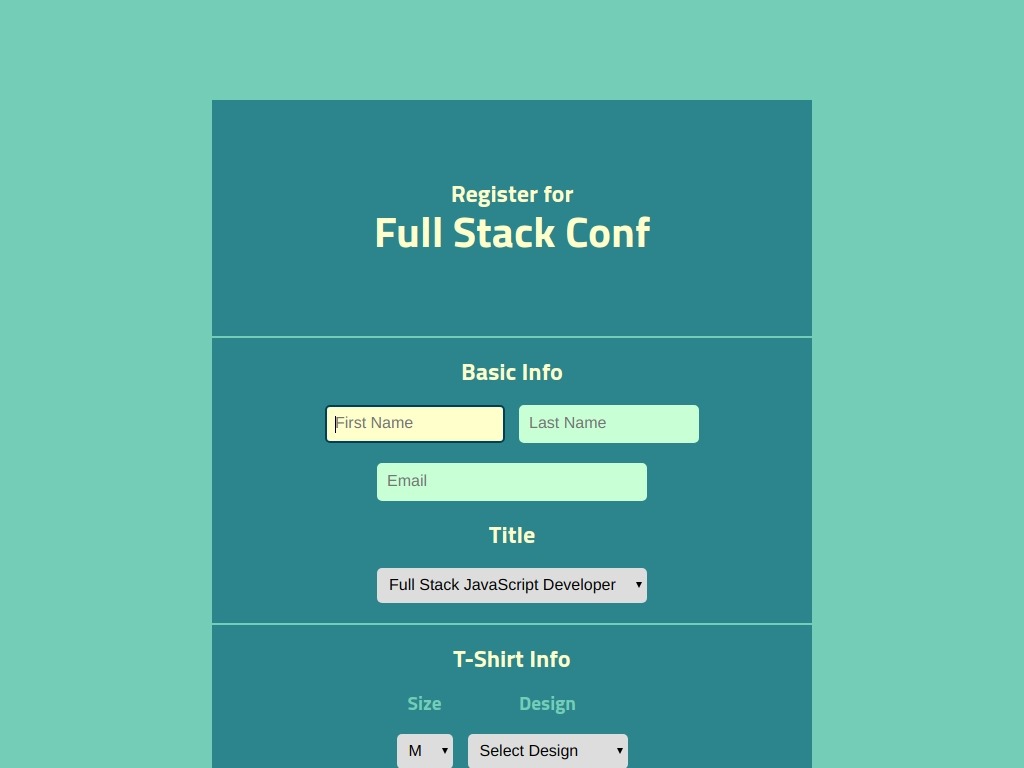 Register for
Full Stack Conf
Basic Info
First Name Last Name
Email
Title
Full Stack JavaScript Developer
T-Shirt Info
Size Design
M Select Design